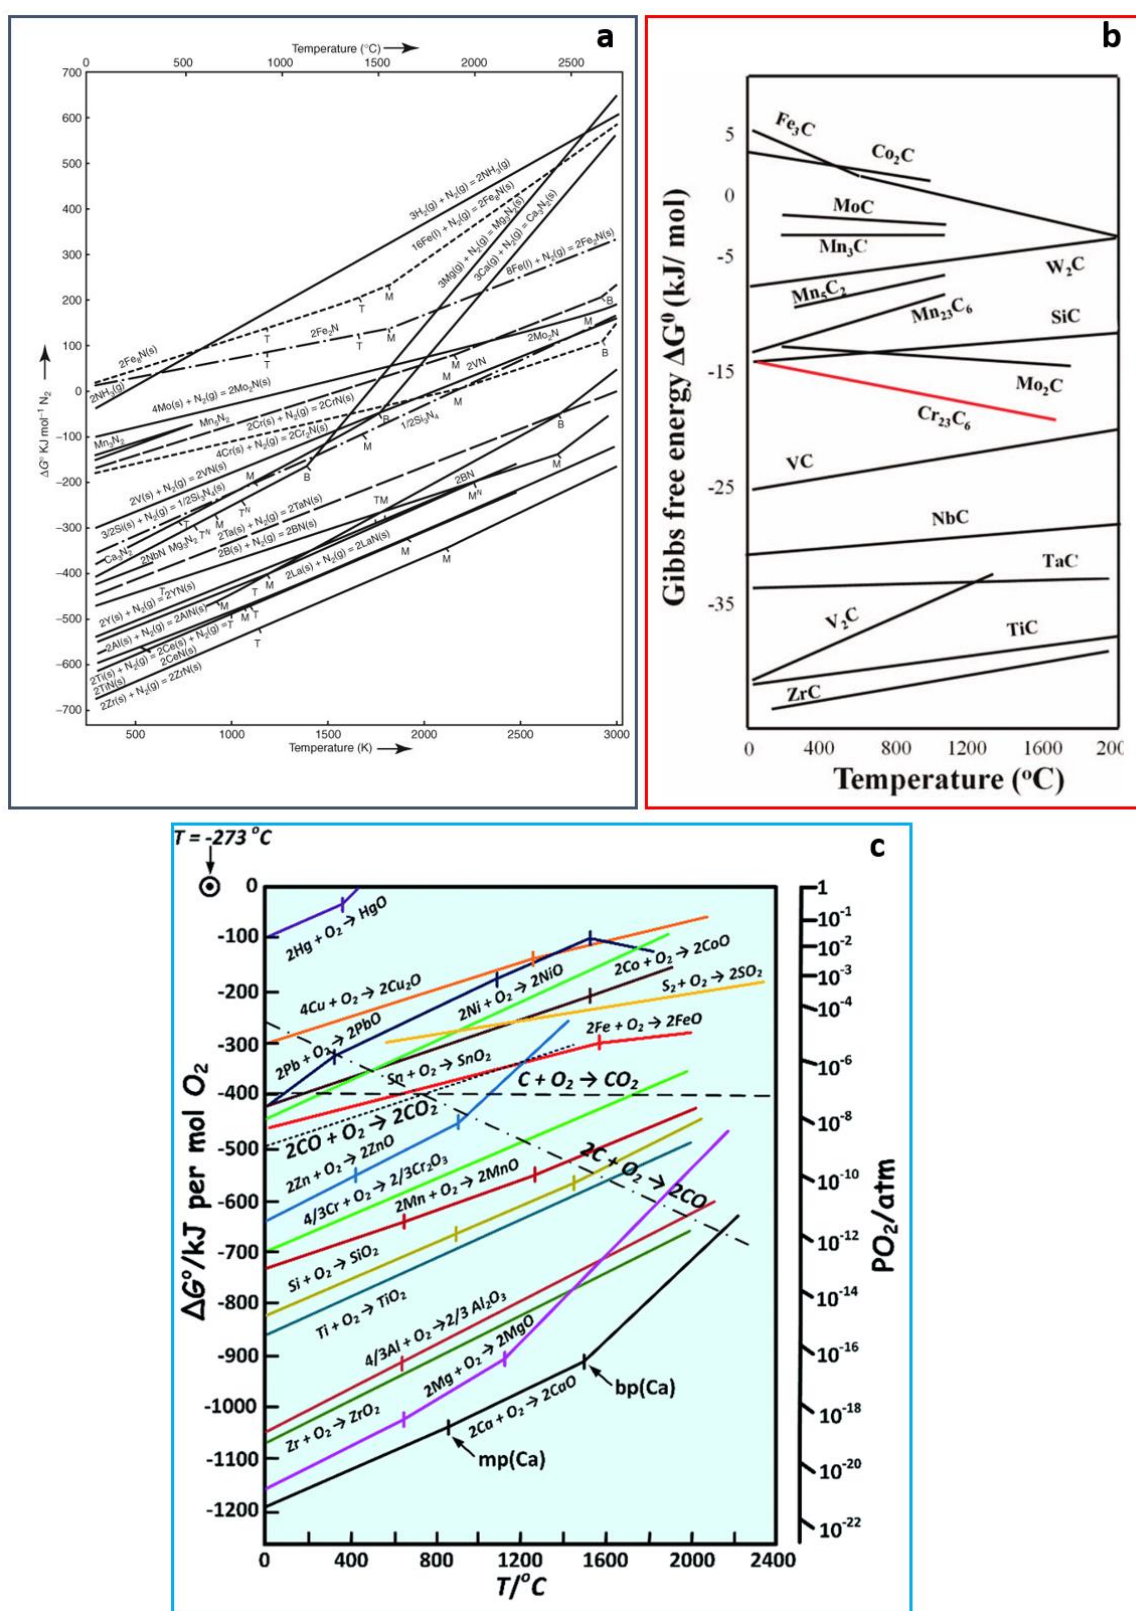 a
Temperature (°C)
0 500 1000 1500 2000 2500
700
600
500
400
300
200
100
0
−100
−200
−300
−400
−500
−600
−700
ΔG° KJ mol⁻¹ N₂
3H₂(g) + N₂(g) = 2NH₃(g)
16Fe(l) + N₂(g) = 2Fe₈N(s)
3Mg(g) + N₂(g) = Mg₃N₂(s)
3Ca(g) + N₂(g) = Ca₃N₂(s)
8Fe(l) + N₂(g) = 2Fe₂N(s)
2Fe₈N(s)
2Fe₂N
2NH₃(g)
4Mo(s) + N₂(g) = 2Mo₂N(s)
2Mo₂N
2VN
Mn₅N₂
Mn₃N₂
2Cr(s) + N₂(g) = 2CrN(s)
4Cr(s) + N₂(g) = 2Cr₂N(s)
1/2Si₃N₄
2V(s) + N₂(g) = 2VN(s)
3/2Si(s) + N₂(g) = 1/2Si₃N₄(s)
Ca₃N₂
2NbN
Mg₃N₂
2Ta(s) + N₂(g) = 2TaN(s)
2B(s) + N₂(g) = 2BN(s)
2BN
2La(s) + N₂(g) = 2LaN(s)
2Y(s) + N₂(g) = 2YN(s)
2Al(s) + N₂(g) = 2AlN(s)
2Ti(s) + N₂(g) = 2Ce(s) + N₂(g) =
2CeN(s)
2TiN(s)
2Zr(s) + N₂(g) = 2ZrN(s)
500 1000 1500 2000 2500 3000
Temperature (K)
b
Gibbs free energy ΔG⁰ (kJ/ mol)
5
0
-5
-15
-25
-35
Fe₃C
Co₂C
MoC
Mn₃C
W₂C
Mn₅C₂
Mn₂₃C₆
SiC
Mo₂C
Cr₂₃C₆
VC
NbC
TaC
V₂C
TiC
ZrC
0 400 800 1200 1600 200
Temperature (°C)
c
T = -273 °C
0
-100
-200
-300
-400
-500
-600
-700
-800
-900
-1000
-1100
-1200
ΔG°/kJ per mol O₂
2Hg + O₂ → HgO
4Cu + O₂ → 2Cu₂O
2Pb + O₂ → 2PbO
2Ni + O₂ → 2NiO
2Co + O₂ → 2CoO
S₂ + O₂ → 2SO₂
2Fe + O₂ → 2FeO
Sn + O₂ → SnO₂
C + O₂ → CO₂
2CO + O₂ → 2CO₂
2Zn + O₂ → 2ZnO
4/3Cr + O₂ → 2/3Cr₂O₃
2C + O₂ → 2CO
2Mn + O₂ → 2MnO
Si + O₂ → SiO₂
Ti + O₂ → TiO₂
4/3Al + O₂ →2/3 Al₂O₃
Zr + O₂ → ZrO₂
2Mg + O₂ → 2MgO
2Ca + O₂ → 2CaO
bp(Ca)
mp(Ca)
1
10⁻¹
10⁻²
10⁻³
10⁻⁴
10⁻⁶
10⁻⁷
10⁻⁸
10⁻¹⁰
10⁻¹²
10⁻¹⁴
10⁻¹⁶
10⁻¹⁸
10⁻²⁰
10⁻²²
PO₂/atm
0 400 800 1200 1600 2000 2400
T/°C